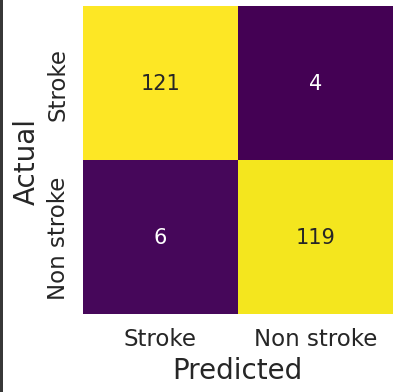 Actual
Stroke
121
4
Non stroke
6
119
Stroke
Non stroke
Predicted